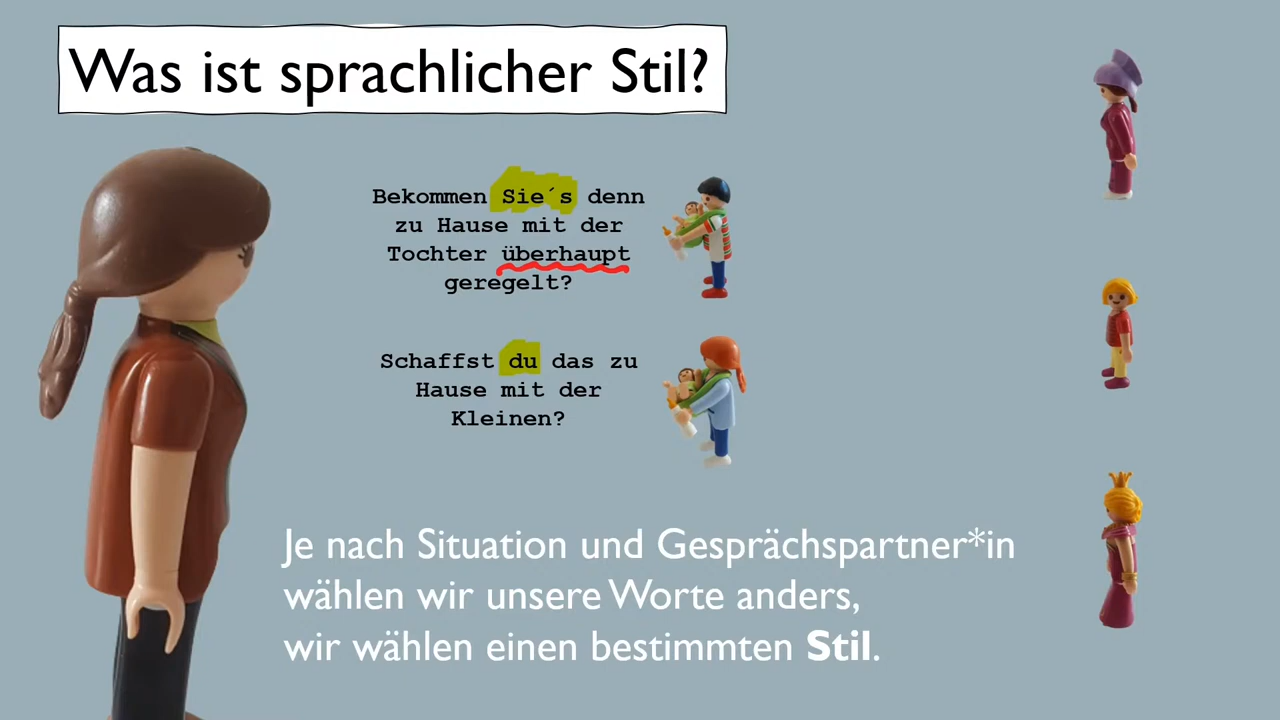 Was ist sprachlicher Stil?
Bekommen Sie´s denn
zu Hause mit der
Tochter überhaupt
geregelt?
Schaffst du das zu
Hause mit der
Kleinen?
Je nach Situation und Gesprächspartner*in
wählen wir unsere Worte anders,
wir wählen einen bestimmten Stil.